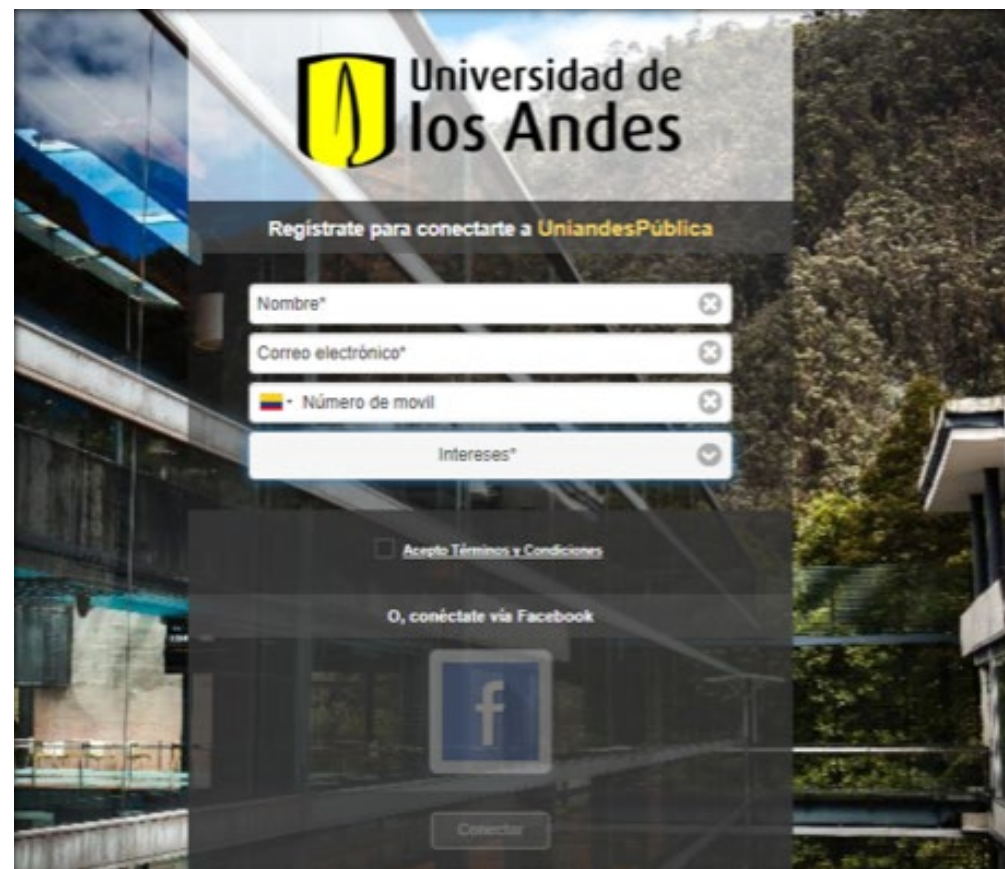 Universidad de
los Andes
Regístrate para conectarte a UniandesPública
Nombre*
Correo electrónico*
Número de movil
Intereses*
Acepto Términos y Condiciones
O, conéctate vía Facebook
f
Conectar